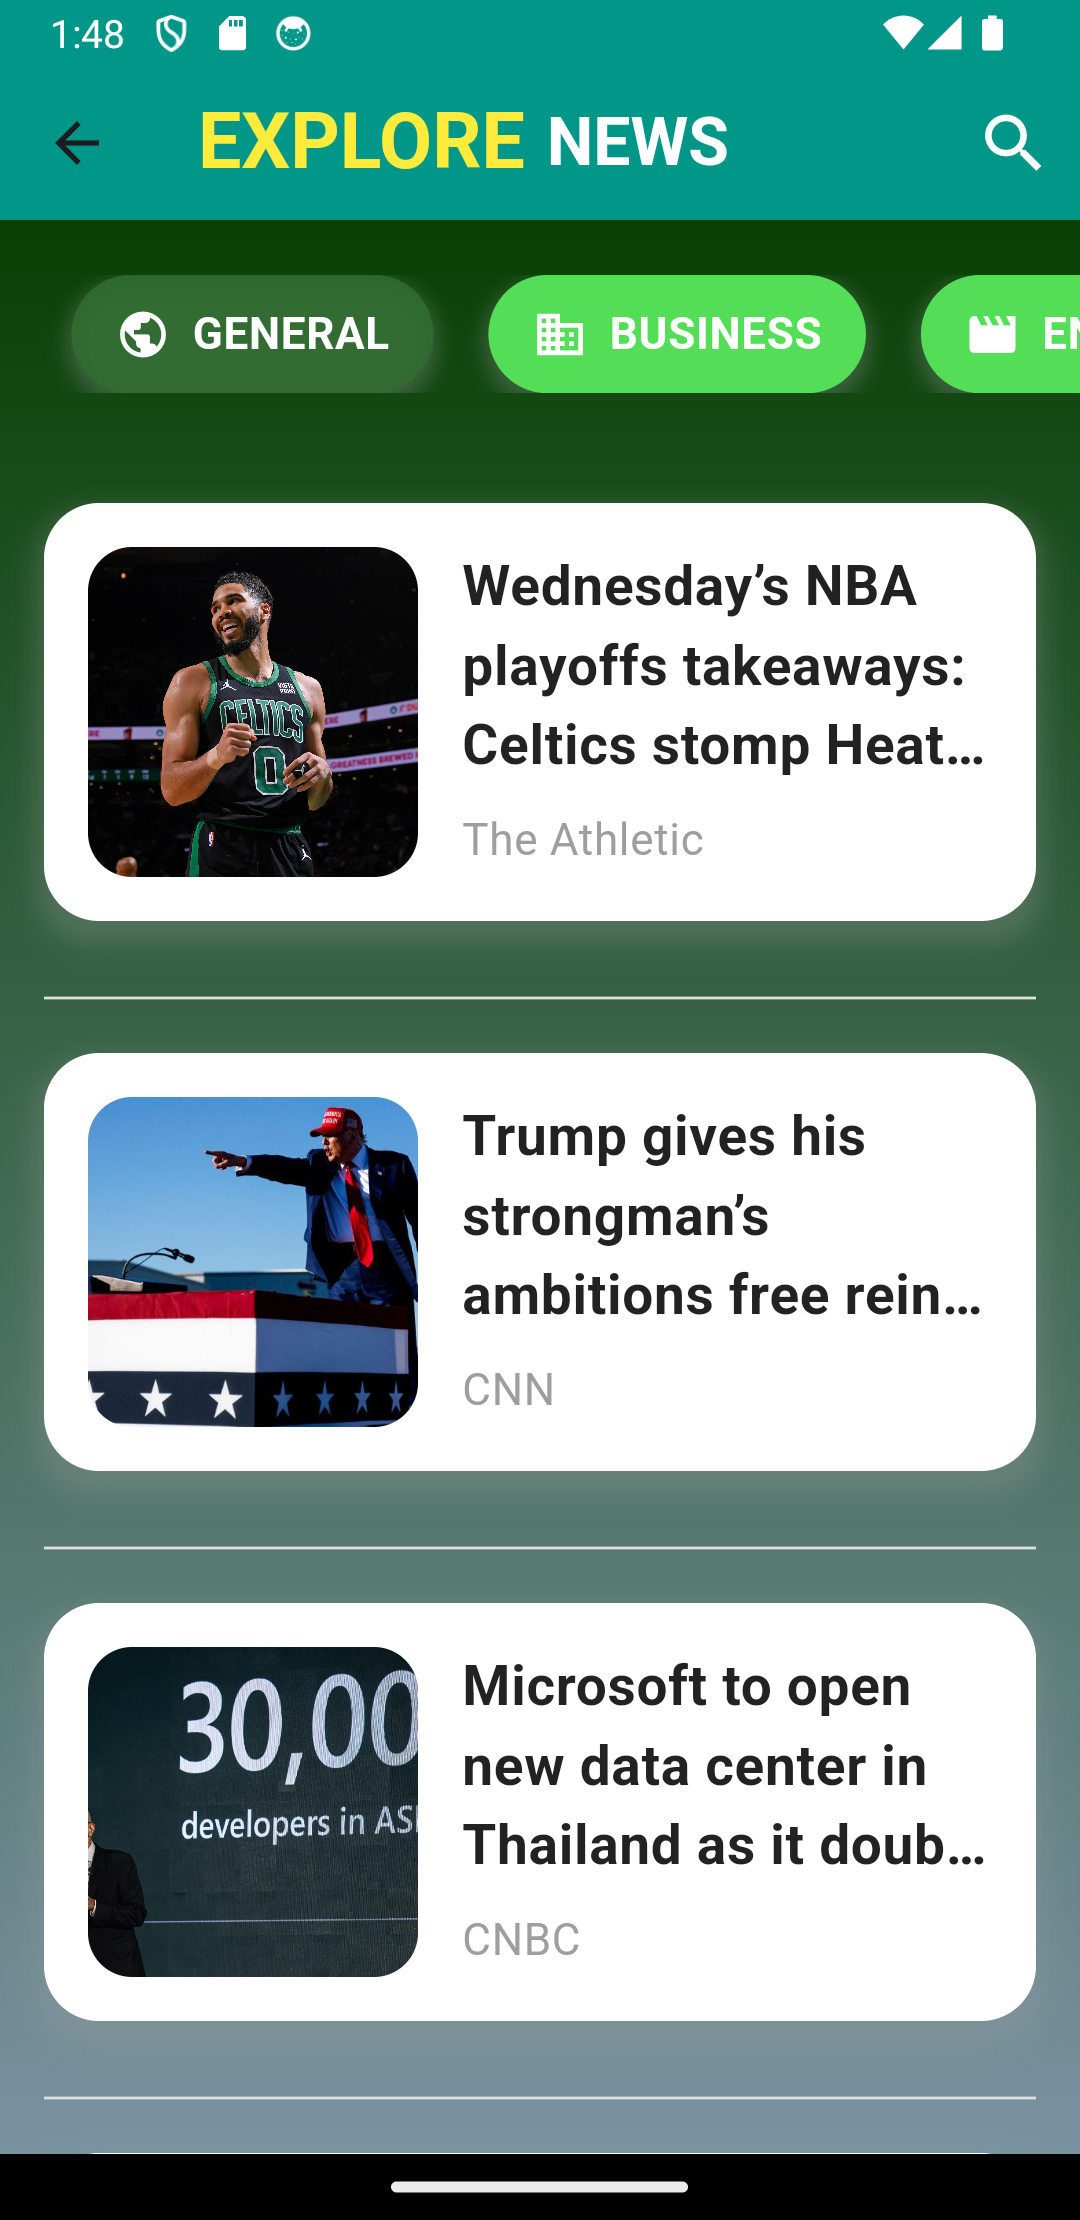 1:48
EXPLORE NEWS
GENERAL
BUSINESS
EN
Wednesday’s NBA
playoffs takeaways:
Celtics stomp Heat…
The Athletic
CELTICS
0
GREATNESS BREWED
Trump gives his
strongman’s
ambitions free rein…
CNN
Microsoft to open
new data center in
Thailand as it doub…
CNBC
30,00
developers in AS